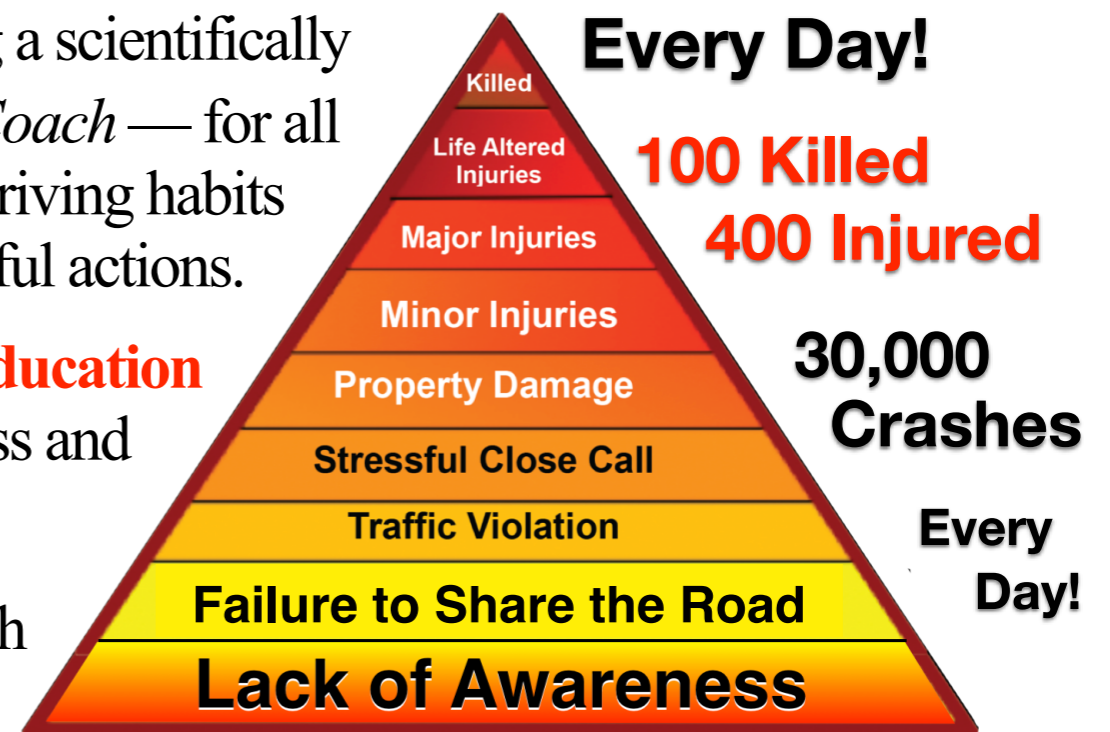 a scientifically
Coach — for all
riving habits
ful actions.
ducation
ss and
h
Killed
Life Altered
Injuries
Major Injuries
Minor Injuries
Property Damage
Stressful Close Call
Traffic Violation
Failure to Share the Road
Lack of Awareness
Every Day!
100 Killed
400 Injured
30,000
Crashes
Every
Day!